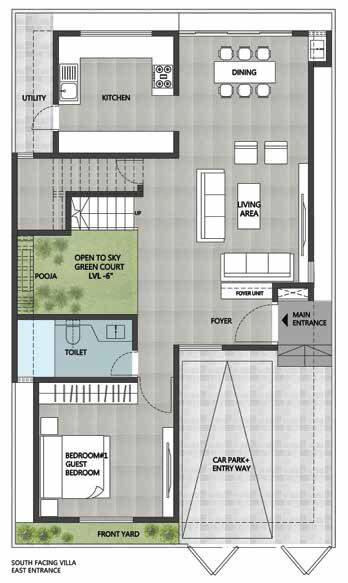 DINING
UTILITY
KITCHEN
LIVING
AREA
UP
OPEN TO SKY
GREEN COURT
LVL -6"
POOJA
FOYER UNIT
FOYER
MAIN
ENTRANCE
TOILET
BEDROOM#1
GUEST
BEDROOM
CAR PARK+
ENTRY WAY
FRONT YARD
SOUTH FACING VILLA
EAST ENTRANCE